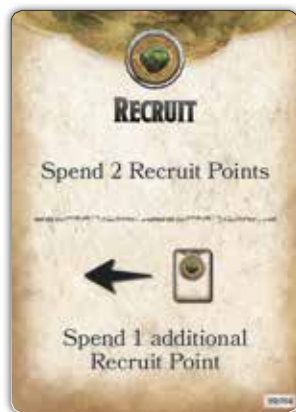 RECRUIT
Spend 2 Recruit Points
Spend 1 additional
Recruit Point